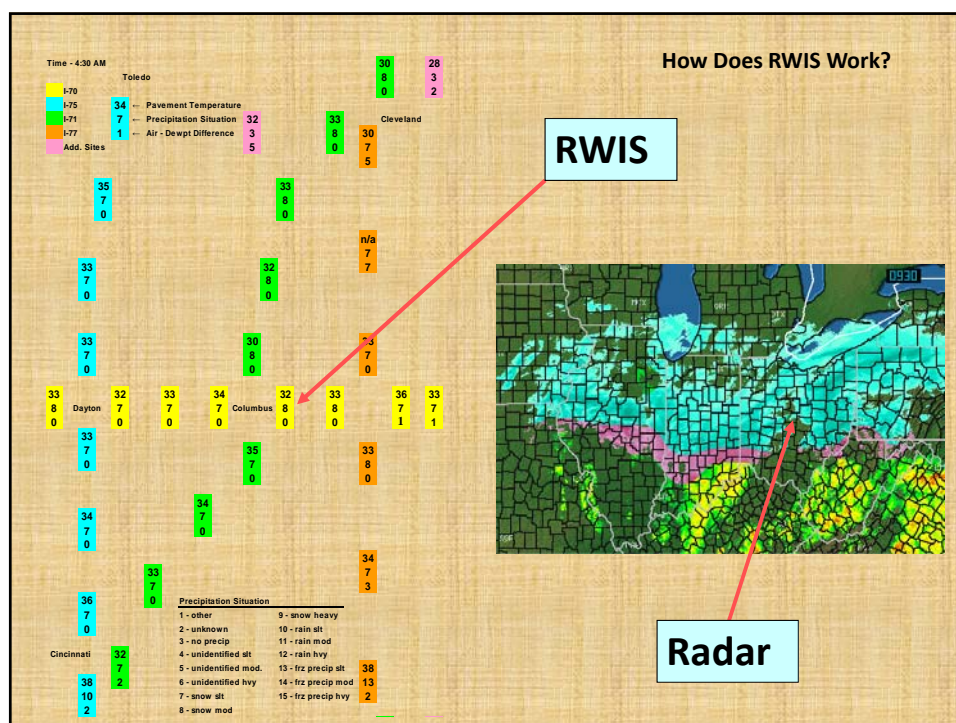 How Does RWIS Work?
Time - 4:30 AM
Toledo
I-70
I-75
I-71
I-77
Add. Sites
34 ← Pavement Temperature
7 ← Precipitation Situation
1 ← Air - Dewpt Difference
30
8
0
28
3
2
32
3
5
33
8
0
Cleveland
30
7
5
RWIS
35
7
0
33
8
0
n/a
7
7
33
7
0
32
8
0
0930
33
7
0
30
8
0
33
7
0
33
8
0
Dayton
32
7
0
33
7
0
34
7
0
Columbus
32
8
0
33
8
0
36
7
1
33
7
1
33
7
0
35
7
0
33
8
0
34
7
0
34
7
0
33
7
0
34
7
3
36
7
0
Cincinnati
32
7
2
38
10
2
38
13
2
Precipitation Situation
1 - other
2 - unknown
3 - no precip
4 - unidentified slt
5 - unidentified mod.
6 - unidentified hvy
7 - snow slt
8 - snow mod
9 - snow heavy
10 - rain slt
11 - rain mod
12 - rain hvy
13 - frz precip slt
14 - frz precip mod
15 - frz precip hvy
Radar